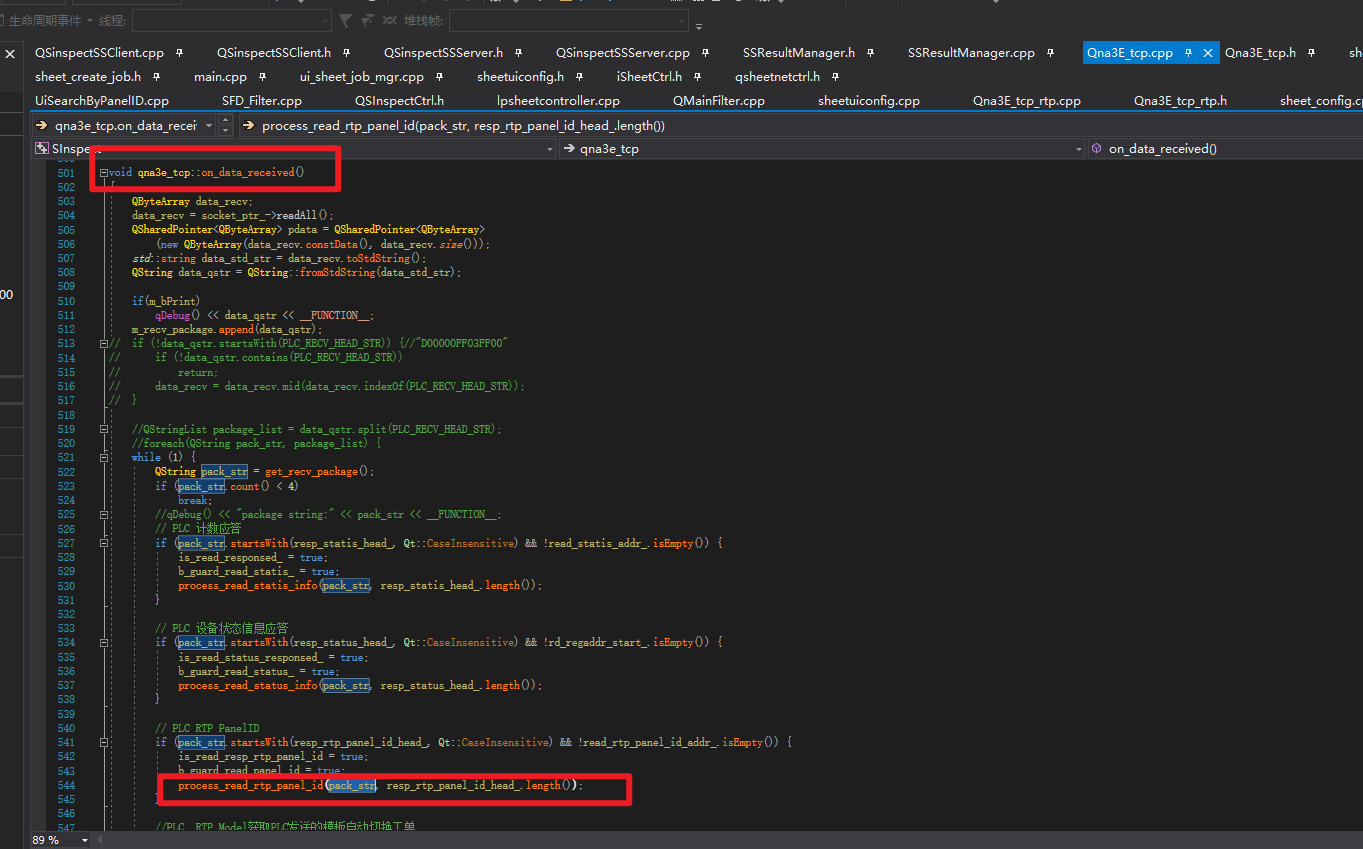 生命周期事件 线程: 堆栈帧:
QSinspectSSClient.cpp QSinspectSSClient.h QSinspectSSServer.h QSinspectSSServer.cpp SSResultManager.h SSResultManager.cpp Qna3E_tcp.cpp Qna3E_tcp.h
sheet_create_job.h main.cpp ui_sheet_job_mgr.cpp sheetuiconfig.h iSheetCtrl.h qsheetnetctrl.h
UiSearchByPanelID.cpp SFD_Filter.cpp QSInspectCtrl.h lpsheetcontroller.cpp QMainFilter.cpp sheetuiconfig.cpp Qna3E_tcp_rtp.cpp Qna3E_tcp_rtp.h sheet_config.c
qna3e_tcp.on_data_recei process_read_rtp_panel_id(pack_str, resp_rtp_panel_id_head_.length())
SInspect qna3e_tcp on_data_received()
00
501 void qna3e_tcp::on_data_received()
502 {
503 QByteArray data_recv;
504 data_recv = socket_ptr_->readAll();
505 QSharedPointer<QByteArray> pdata = QSharedPointer<QByteArray>
506 (new QByteArray(data_recv.constData(), data_recv.size()));
507 std::string data_std_str = data_recv.toStdString();
508 QString data_qstr = QString::fromStdString(data_std_str);
509
510 if(m_bPrint)
511 qDebug() << data_qstr << __FUNCTION__;
512 m_recv_package.append(data_qstr);
513 // if (!data_qstr.startsWith(PLC_RECV_HEAD_STR)) {//"D00000FF03FF00"
514 // if (!data_qstr.contains(PLC_RECV_HEAD_STR))
515 // return;
516 // data_recv = data_recv.mid(data_recv.indexOf(PLC_RECV_HEAD_STR));
517 // }
518
519 //QStringList package_list = data_qstr.split(PLC_RECV_HEAD_STR);
520 //foreach(QString pack_str, package_list) {
521 while (1) {
522 QString pack_str = get_recv_package();
523 if (pack_str.count() < 4)
524 break;
525 //qDebug() << "package string:" << pack_str << __FUNCTION__;
526 // PLC 计数应答
527 if (pack_str.startsWith(resp_statis_head_, Qt::CaseInsensitive) && !read_statis_addr_.isEmpty()) {
528 is_read_responsed_ = true;
529 b_guard_read_statis_ = true;
530 process_read_statis_info(pack_str, resp_statis_head_.length());
531 }
532
533 // PLC 设备状态信息应答
534 if (pack_str.startsWith(resp_status_head_, Qt::CaseInsensitive) && !rd_regaddr_start_.isEmpty()) {
535 is_read_status_responsed_ = true;
536 b_guard_read_status_ = true;
537 process_read_status_info(pack_str, resp_status_head_.length());
538 }
539
540 // PLC RTP PanelID
541 if (pack_str.startsWith(resp_rtp_panel_id_head_, Qt::CaseInsensitive) && !read_rtp_panel_id_addr_.isEmpty()) {
542 is_read_resp_rtp_panel_id = true;
543 b_guard_read_panel_id = true;
544 process_read_rtp_panel_id(pack_str, resp_rtp_panel_id_head_.length());
545
546
547 //PLC RTP Model获取PLC发送的模板自动切换工单
89 %